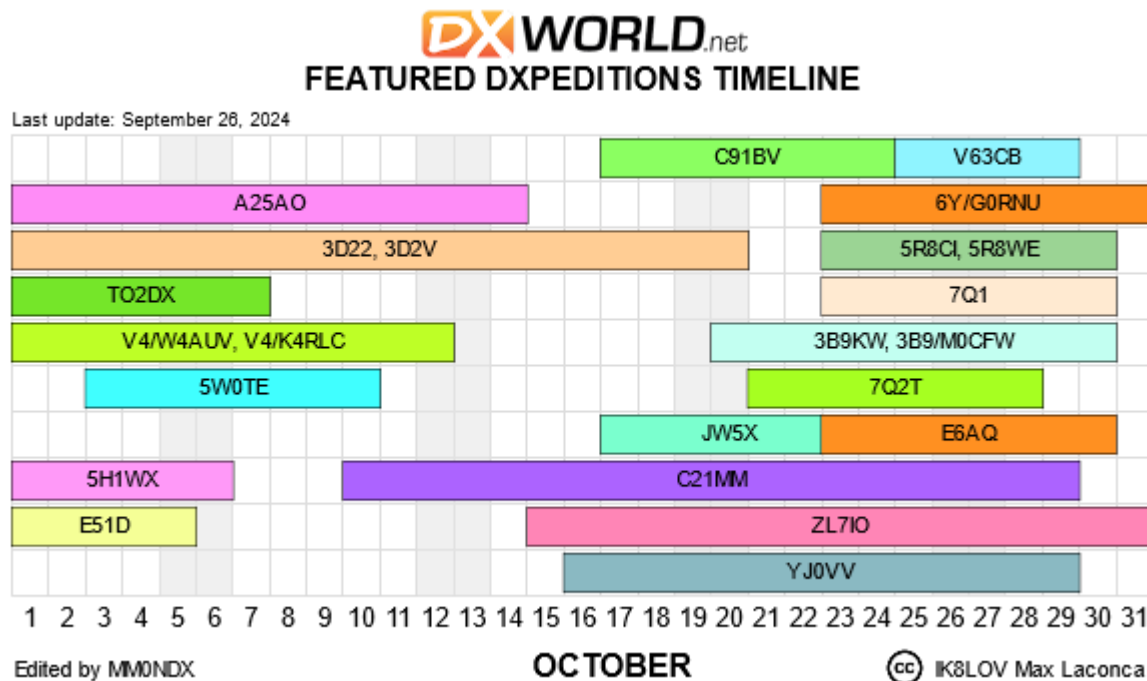 DX WORLD.net
FEATURED DXPEDITIONS TIMELINE
Last update: September 26, 2024
C91BV V63CB
A25AO 6Y/G0RNU
3D22, 3D2V 5R8CI, 5R8WE
TO2DX 7Q1
V4/W4AUV, V4/K4RLC 3B9KW, 3B9/M0CFW
5W0TE 7Q2T
JW5X E6AQ
5H1WX C21MM
E51D ZL7IO
YJ0VV
1 2 3 4 5 6 7 8 9 10 11 12 13 14 15 16 17 18 19 20 21 22 23 24 25 26 27 28 29 30 31
Edited by MM0NDX OCTOBER cc IK8LOV Max Laconca